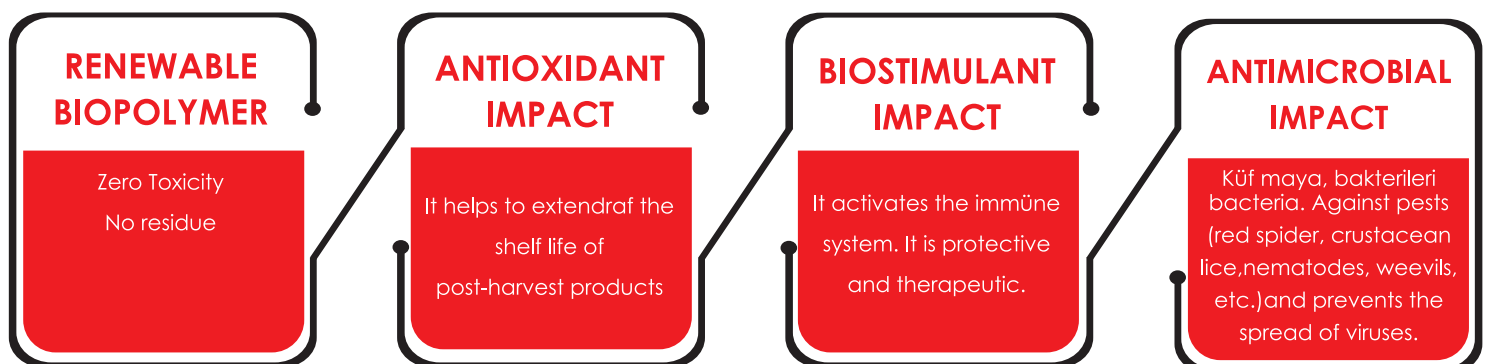 RENEWABLE
BIOPOLYMER
Zero Toxicity
No residue
ANTIOXIDANT
IMPACT
It helps to extendraf the
shelf life of
post-harvest products
BIOSTIMULANT
IMPACT
It activates the immüne
system. It is protective
and therapeutic.
ANTIMICROBIAL
IMPACT
Küf maya, bakterileri
bacteria. Against pests
(red spider, crustacean
lice,nematodes, weevils,
etc.)and prevents the
spread of viruses.